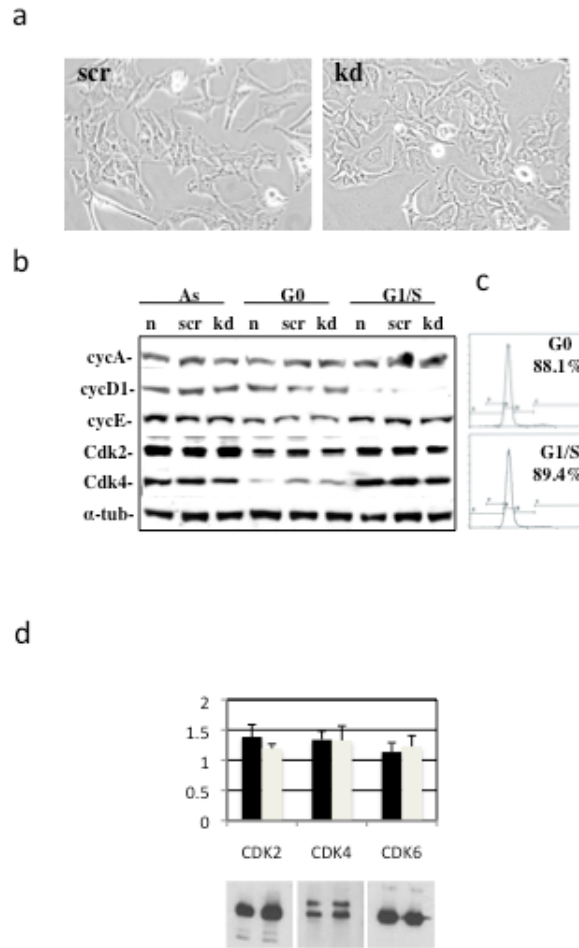 a
scr kd
b
c
As G0 G1/S
n scr kd n scr kd n scr kd
cycA-
cycD1-
cycE-
Cdk2-
Cdk4-
α-tub-
G0
88.1%
G1/S
89.4%
d
2
1.5
1
0.5
0
CDK2 CDK4 CDK6